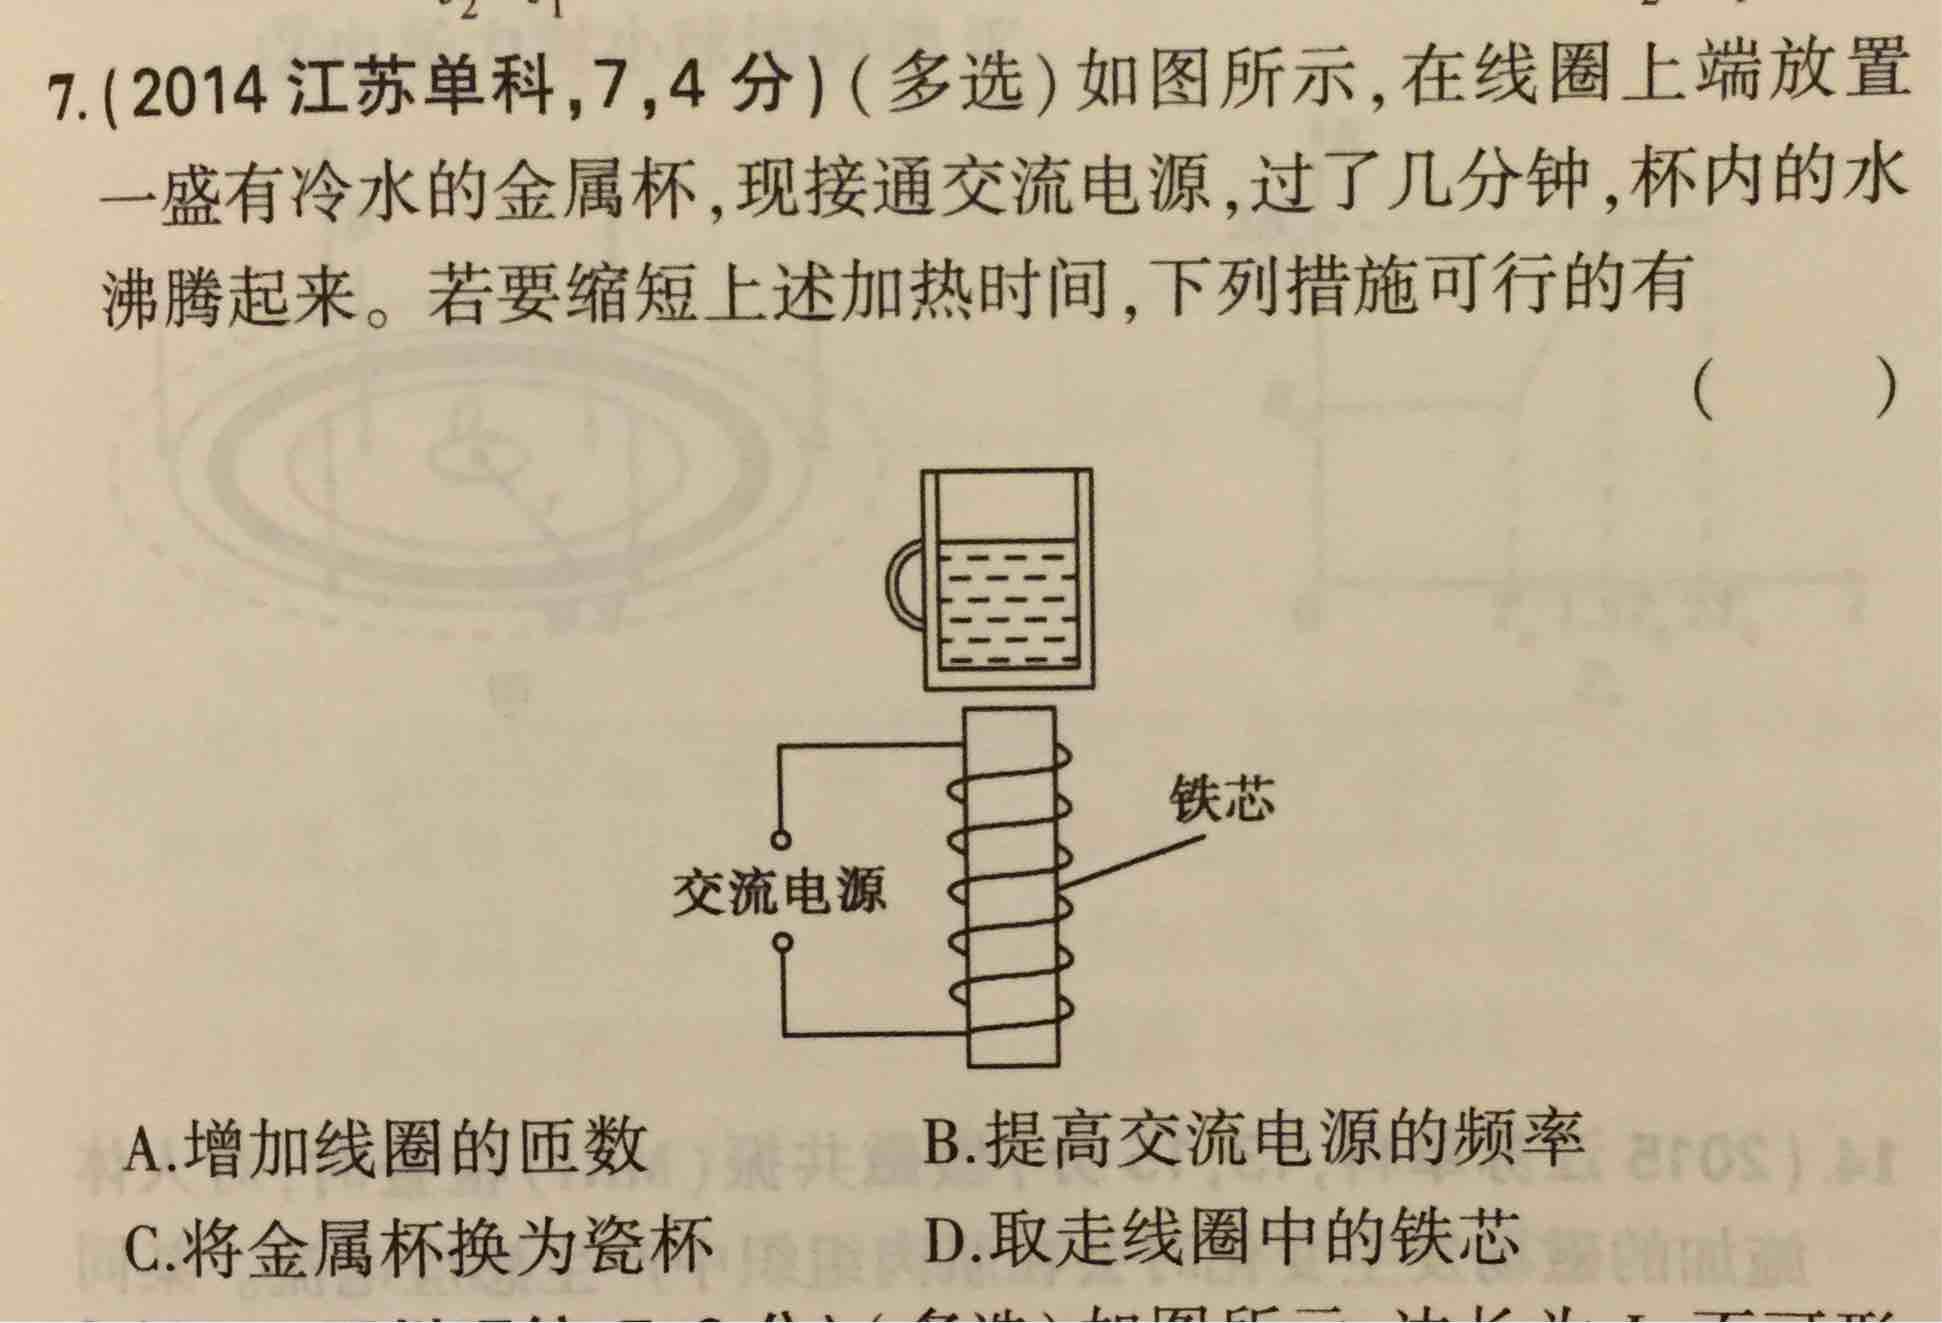 7.(2014江苏单科,7,4分)(多选)如图所示,在线圈上端放置
一盛有冷水的金属杯,现接通交流电源,过了几分钟,杯内的水
沸腾起来。若要缩短上述加热时间,下列措施可行的有
(  )
铁芯
交流电源
A.增加线圈的匝数 B.提高交流电源的频率
C.将金属杯换为瓷杯 D.取走线圈中的铁芯